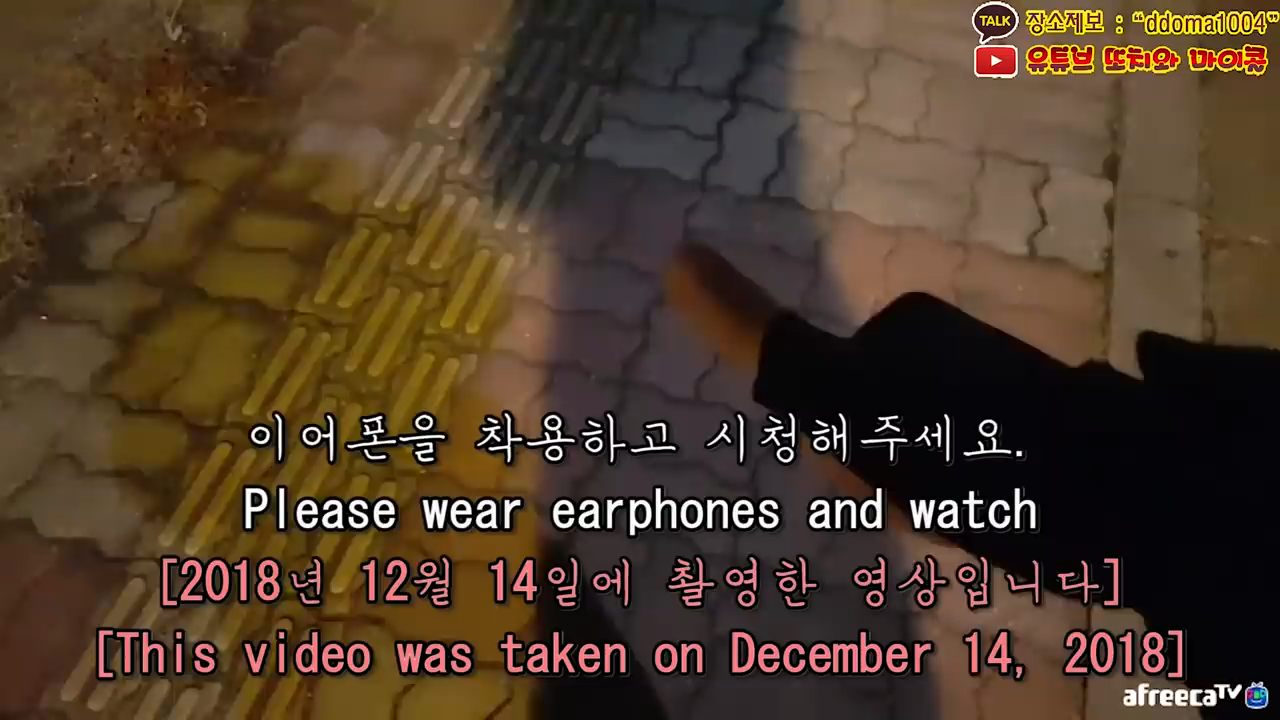 TALK 장소제보 : “ddoma1004”
유튜브 또치와 마이콜
이어폰을 착용하고 시청해주세요.
Please wear earphones and watch
[2018년 12월 14일에 촬영한 영상입니다]
[This video was taken on December 14, 2018]
afreecaTV